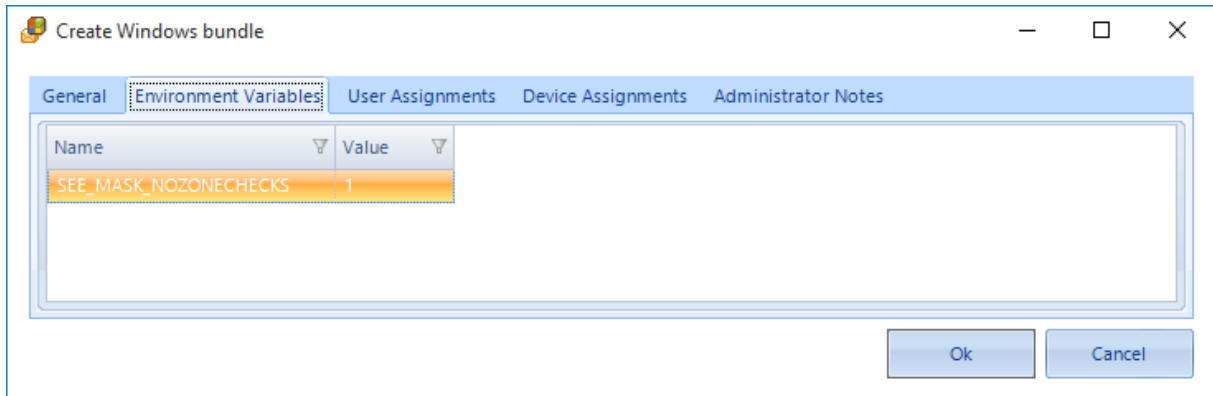 Create Windows bundle
General Environment Variables User Assignments Device Assignments Administrator Notes
Name Value
SEE_MASK_NOZONECHECKS 1
Ok Cancel